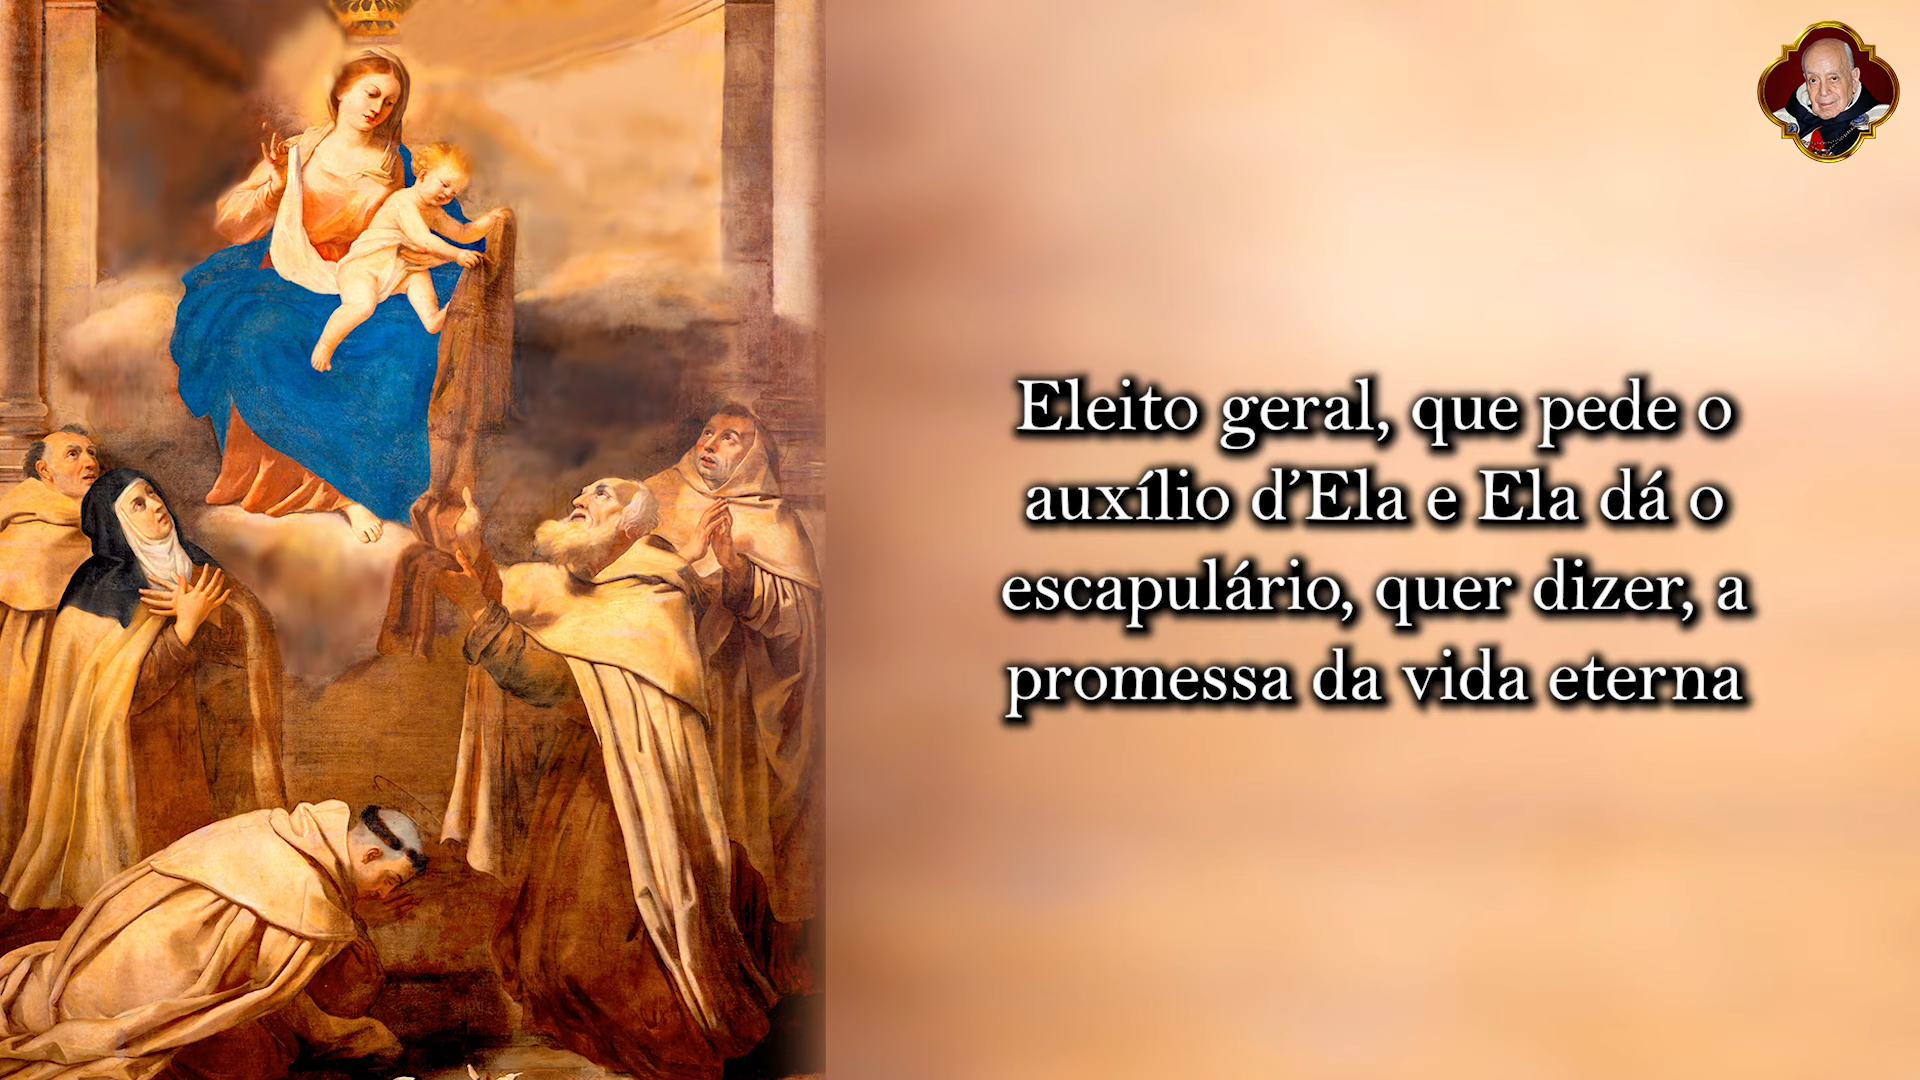 Eleito geral, que pede o
auxílio d’Ela e Ela dá o
escapulário, quer dizer, a
promessa da vida eterna